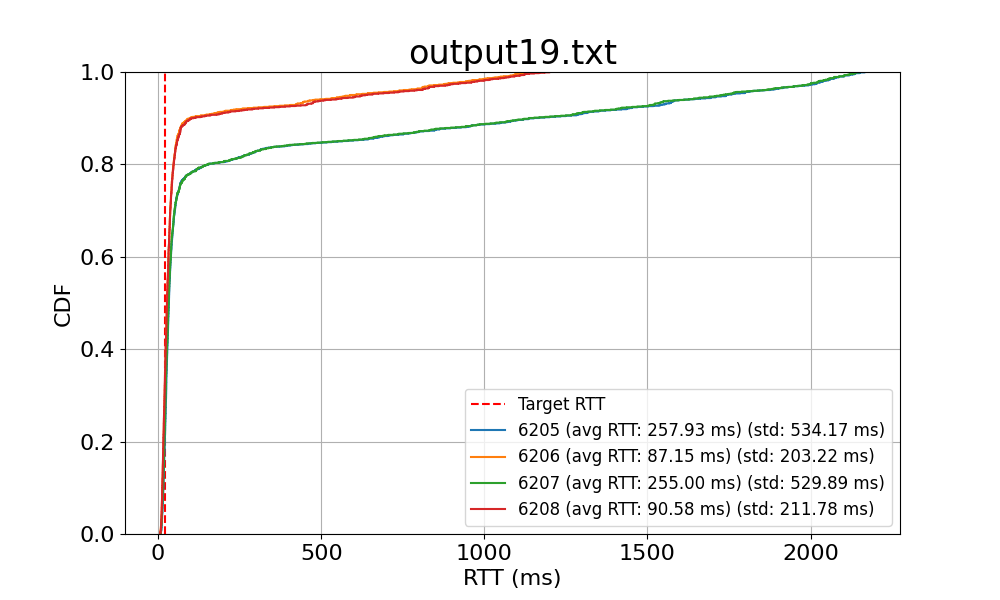 output19.txt
1.0
0.8
0.6
0.4
0.2
0.0
CDF
Target RTT
6205 (avg RTT: 257.93 ms) (std: 534.17 ms)
6206 (avg RTT: 87.15 ms) (std: 203.22 ms)
6207 (avg RTT: 255.00 ms) (std: 529.89 ms)
6208 (avg RTT: 90.58 ms) (std: 211.78 ms)
0 500 1000 1500 2000
RTT (ms)